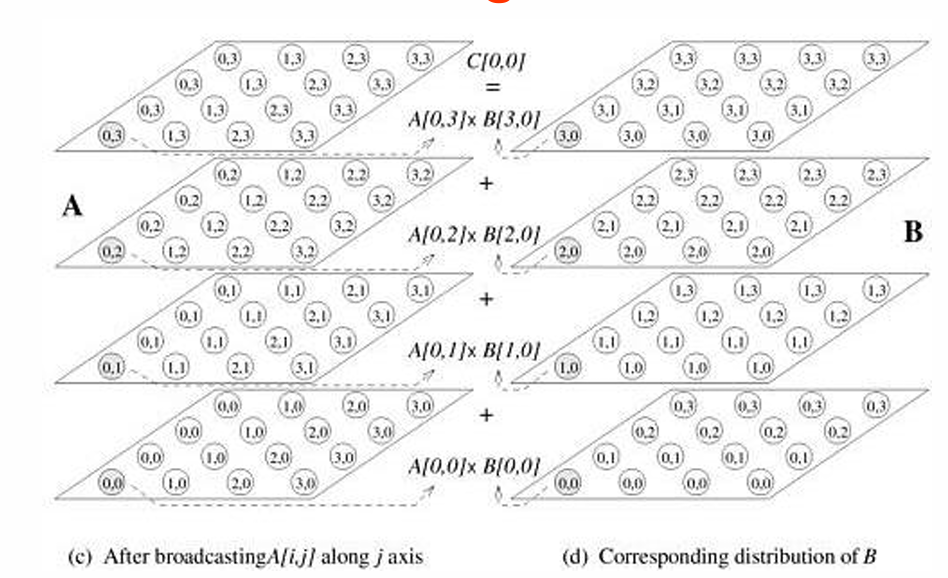 0,3 1,3 2,3 3,3 C[0,0] 3,3 3,3 3,3 3,3
0,3 1,3 2,3 3,3 = 3,2 3,2 3,2 3,2
0,3 1,3 2,3 3,3 A[0,3]x B[3,0] 3,1 3,1 3,1 3,1
0,3 1,3 2,3 3,3 3,0 3,0 3,0 3,0
0,2 1,2 2,2 3,2 + 2,3 2,3 2,3 2,3
A 0,2 1,2 2,2 3,2 2,2 2,2 2,2 2,2
0,2 1,2 2,2 3,2 A[0,2]x B[2,0] 2,1 2,1 2,1 2,1 B
0,2 1,2 2,2 3,2 2,0 2,0 2,0 2,0
0,1 1,1 2,1 3,1 + 1,3 1,3 1,3 1,3
0,1 1,1 2,1 3,1 1,2 1,2 1,2 1,2
0,1 1,1 2,1 3,1 A[0,1]x B[1,0] 1,1 1,1 1,1 1,1
0,1 1,1 2,1 3,1 1,0 1,0 1,0 1,0
0,0 1,0 2,0 3,0 + 0,3 0,3 0,3 0,3
0,0 1,0 2,0 3,0 0,2 0,2 0,2 0,2
0,0 1,0 2,0 3,0 A[0,0]x B[0,0] 0,1 0,1 0,1 0,1
0,0 1,0 2,0 3,0 0,0 0,0 0,0 0,0
(c) After broadcastingA[i,j] along j axis (d) Corresponding distribution of B